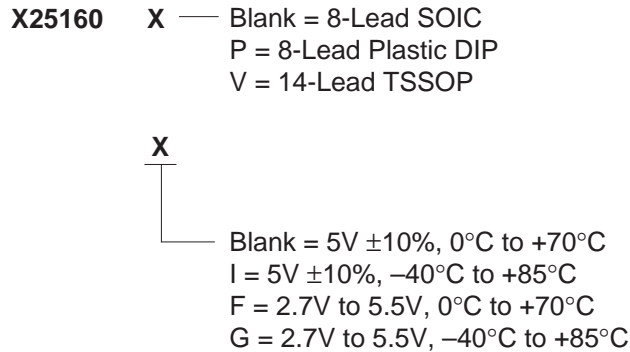 X25160 X Blank = 8-Lead SOIC
P = 8-Lead Plastic DIP
V = 14-Lead TSSOP
X
Blank = 5V ±10%, 0°C to +70°C
I = 5V ±10%, –40°C to +85°C
F = 2.7V to 5.5V, 0°C to +70°C
G = 2.7V to 5.5V, –40°C to +85°C